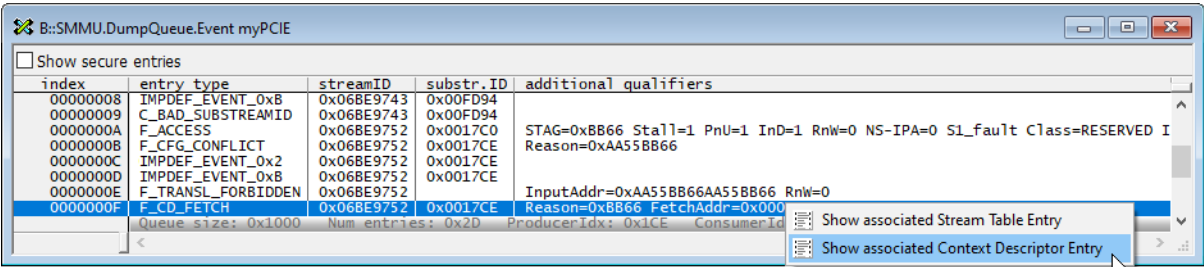 B::SMMU.DumpQueue.Event myPCIE
Show secure entries
index entry type streamID substr.ID additional qualifiers
00000008 IMPDEF_EVENT_0xB 0x06BE9743 0x00FD94
00000009 C_BAD_SUBSTREAMID 0x06BE9743 0x00FD94
0000000A F_ACCESS 0x06BE9752 0x0017C0 STAG=0xBB66 Stall=1 PnU=1 InD=1 RnW=0 NS-IPA=0 S1_fault Class=RESERVED I
0000000B F_CFG_CONFLICT 0x06BE9752 0x0017CE Reason=0xAA55BB66
0000000C IMPDEF_EVENT_0x2 0x06BE9752 0x0017CE
0000000D IMPDEF_EVENT_0xB 0x06BE9752 0x0017CE
0000000E F_TRANSL_FORBIDDEN 0x06BE9752 InputAddr=0xAA55BB66AA55BB66 RnW=0
0000000F F_CD_FETCH 0x06BE9752 0x0017CE Reason=0xBB66 FetchAddr=0x000
Queue size: 0x1000 Num entries: 0x2D ProducerIdx: 0x1CE ConsumerId
Show associated Stream Table Entry
Show associated Context Descriptor Entry